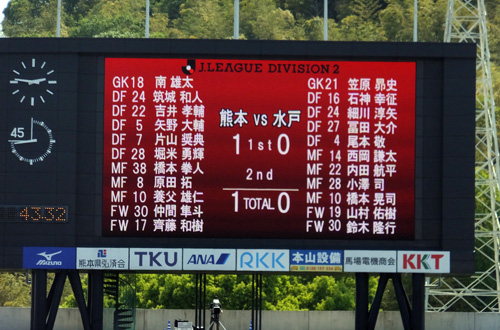 J.LEAGUE DIVISION 2
GK18 南 雄太
DF 24 筑城 和人
DF 22 吉井 孝輔
DF 5 矢野 大輔
DF 7 片山 奨典
DF 28 堀米 勇輝
MF 38 橋本 拳人
MF 8 原田 拓
MF 10 養父 雄仁
FW 30 仲間 隼斗
FW 17 齊藤 和樹
熊本 vs 水戸
1 1st 0
2nd
1 TOTAL 0
GK21 笠原 昂史
DF 16 石神 幸征
DF 24 細川 淳矢
DF 27 冨田 大介
DF 4 尾本 敬
MF 14 西岡 謙太
MF 22 内田 航平
MF 28 小澤 司
MF 10 橋本 晃司
FW 19 山村 佑樹
FW 30 鈴木 隆行
45
43:32
MIZUNO
熊本県弘済会
TKU
ANA
RKK
本山設備
馬場電機商会
KKT